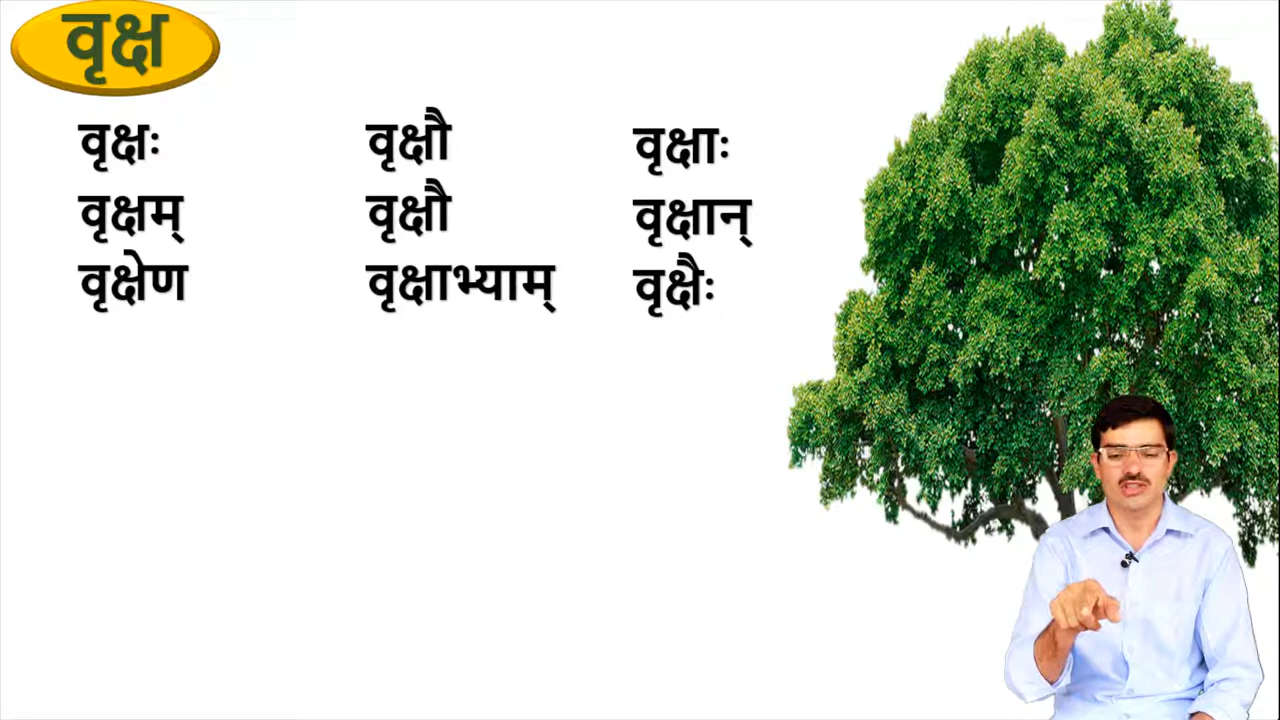 वृक्ष
वृक्षः वृक्षौ वृक्षाः
वृक्षम् वृक्षौ वृक्षान्
वृक्षेण वृक्षाभ्याम् वृक्षैः